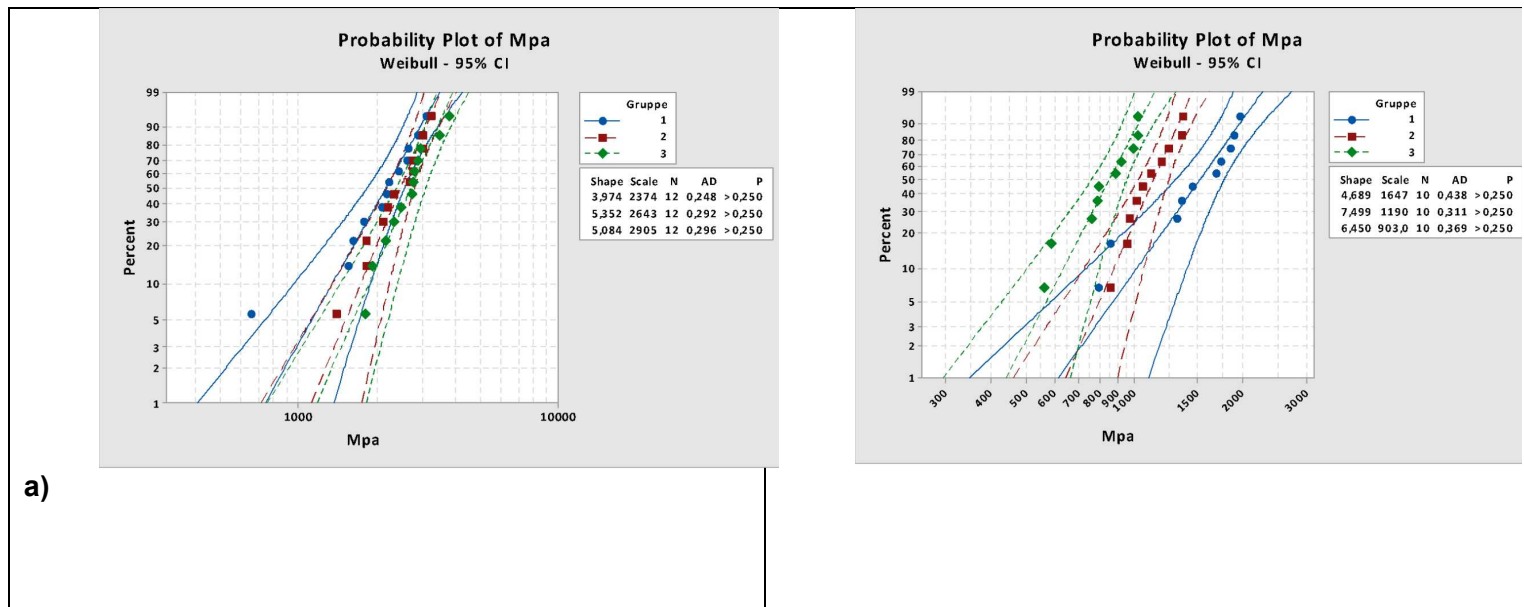 Probability Plot of Mpa
Weibull - 95% CI
99
90
80
70
60
50
40
30
20
10
5
3
2
1
Percent
1000
10000
Mpa
Gruppe
1
2
3
Shape Scale N AD P
3,974 2374 12 0,248 >0,250
5,352 2643 12 0,292 >0,250
5,084 2905 12 0,296 >0,250
a)
Probability Plot of Mpa
Weibull - 95% CI
99
90
80
70
60
50
40
30
20
10
5
3
2
1
Percent
300
400
500
600
700
800
900
1000
1500
2000
3000
Mpa
Gruppe
1
2
3
Shape Scale N AD P
4,689 1647 10 0,438 >0,250
7,499 1190 10 0,311 >0,250
6,450 903,0 10 0,369 >0,250